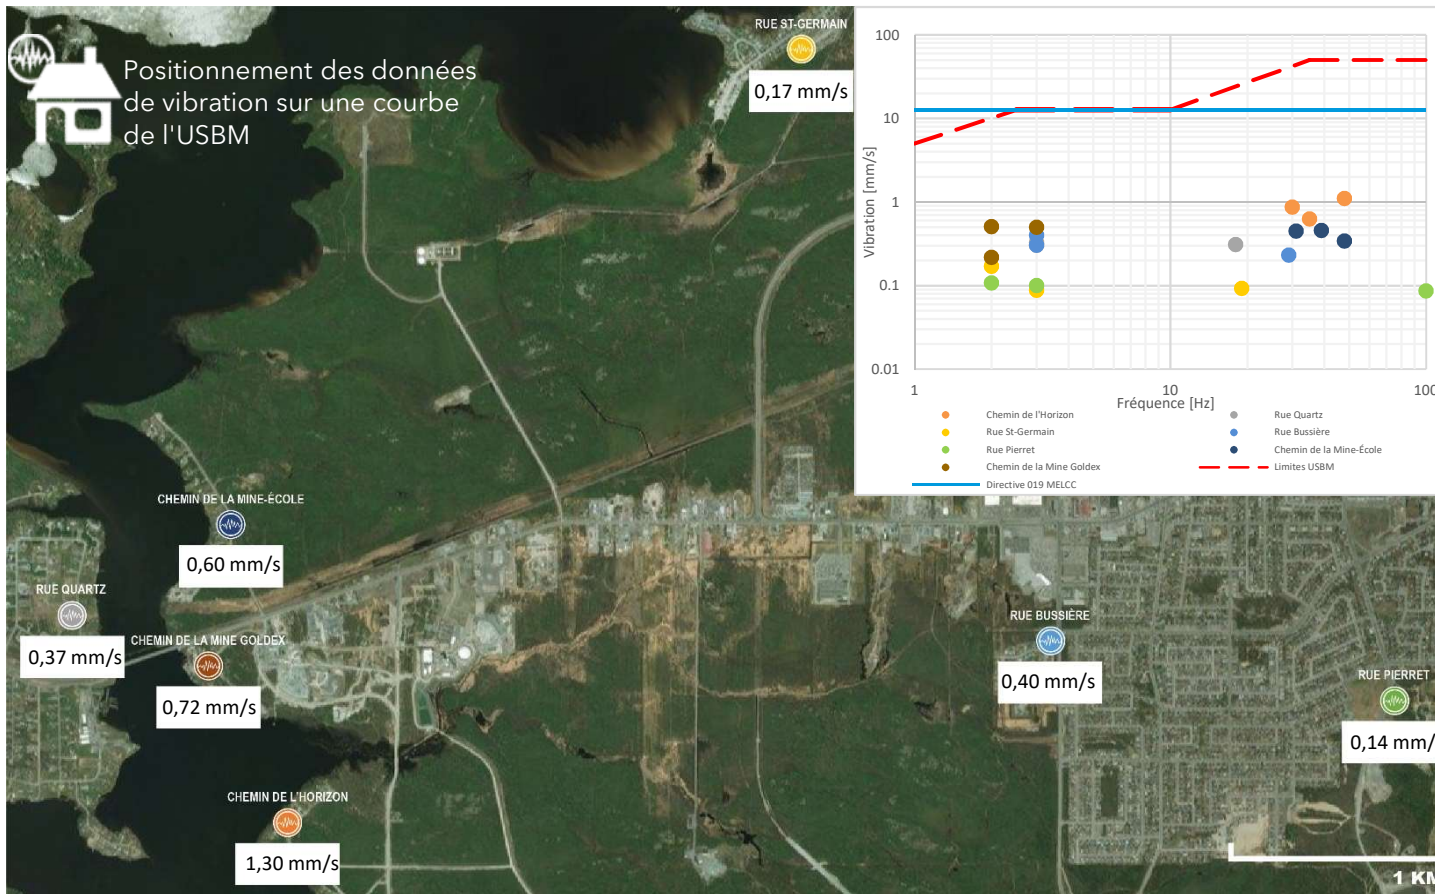 Positionnement des données
de vibration sur une courbe
de l'USBM
RUE ST-GERMAIN
0,17 mm/s
100
10
1
0.1
0.01
Vibration [mm/s]
1
10
100
Fréquence [Hz]
Chemin de l'Horizon
Rue Quartz
Rue St-Germain
Rue Bussière
Rue Pierret
Chemin de la Mine-École
Chemin de la Mine Goldex
Limites USBM
Directive 019 MELCC
CHEMIN DE LA MINE-ÉCOLE
0,60 mm/s
RUE QUARTZ
0,37 mm/s
CHEMIN DE LA MINE GOLDEX
0,72 mm/s
RUE BUSSIÈRE
0,40 mm/s
RUE PIERRET
0,14 mm/
CHEMIN DE L'HORIZON
1,30 mm/s
1 KM